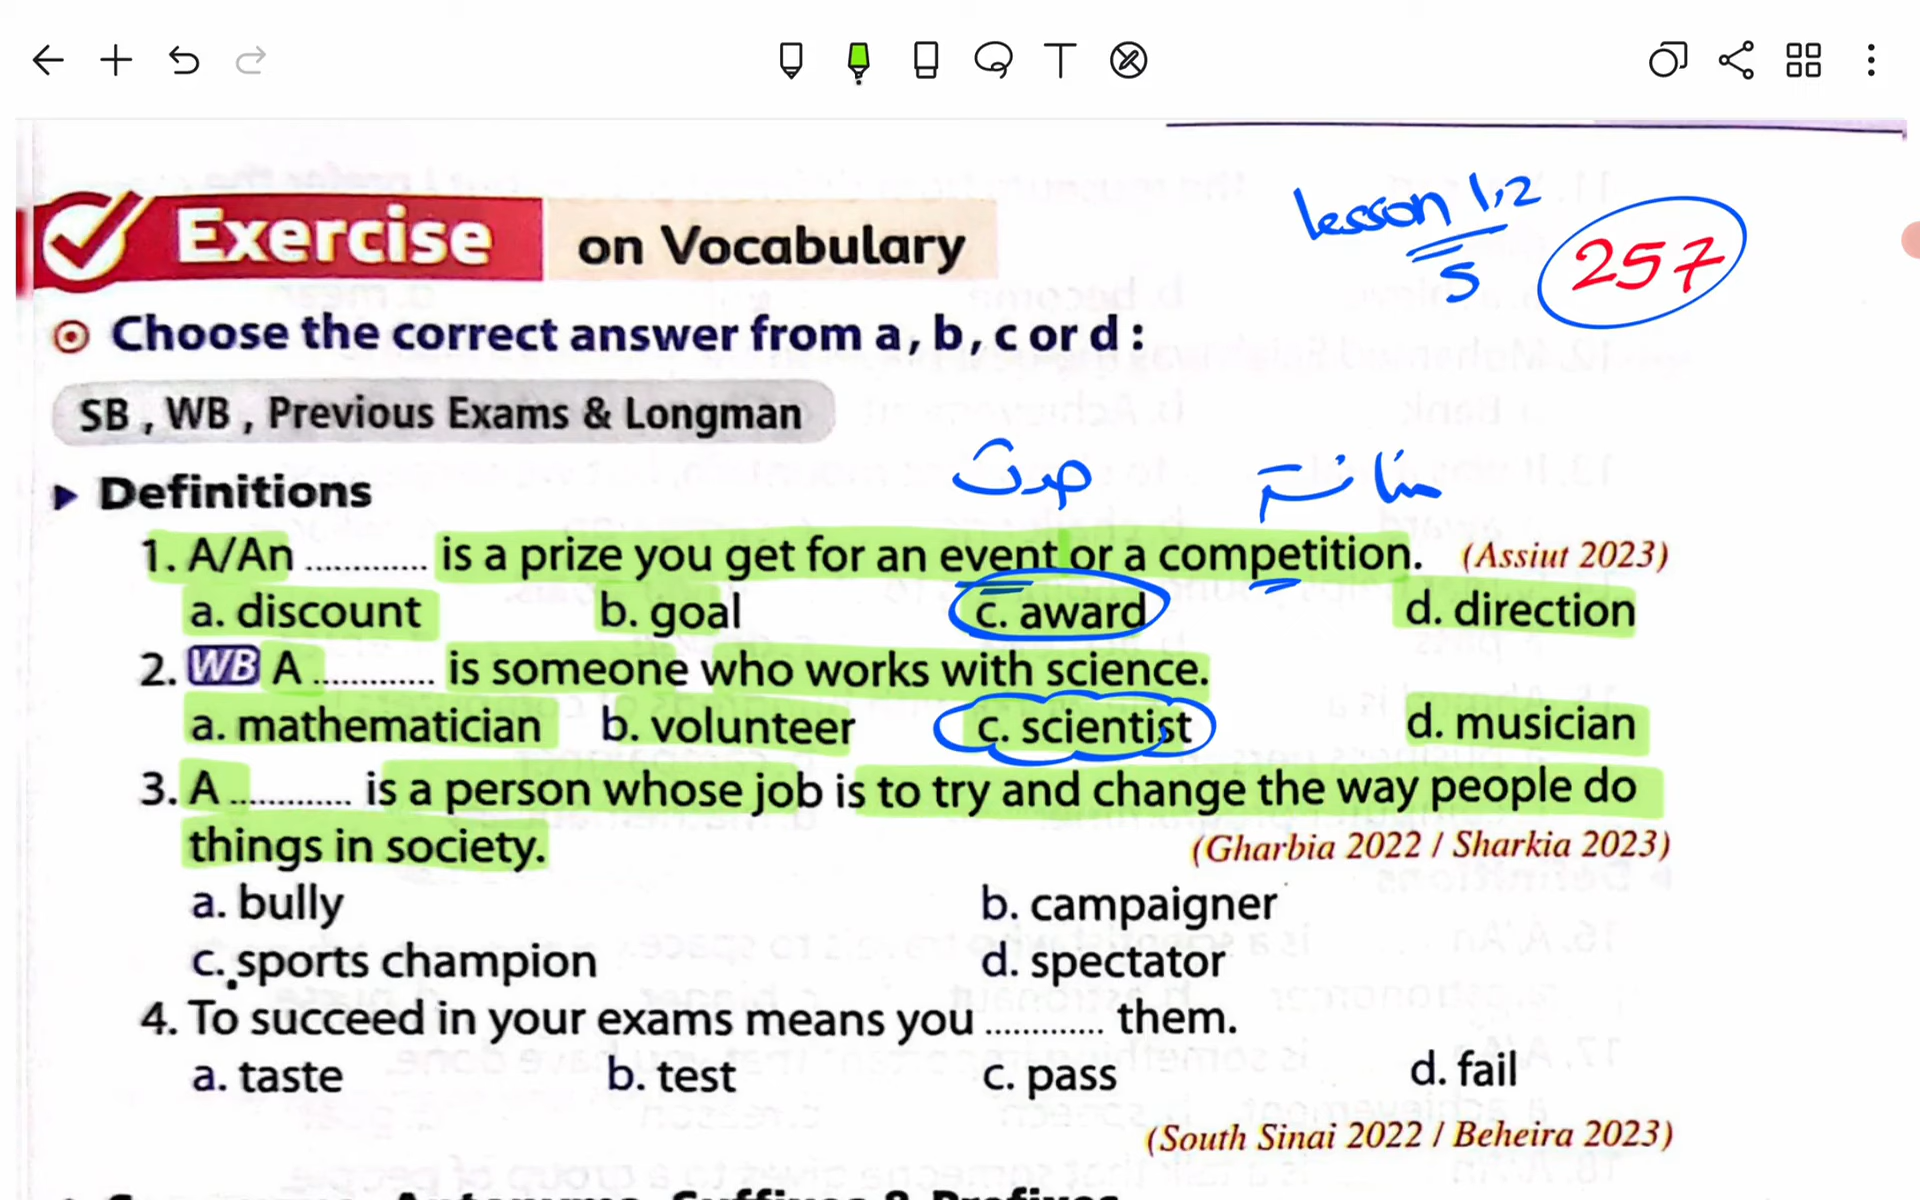 lesson 1,2
5
257
Exercise on Vocabulary
Choose the correct answer from a, b, c or d :
SB , WB , Previous Exams & Longman
حدث
Definitions
1. A/An ............ is a prize you get for an event or a competition. (Assiut 2023)
a. discount b. goal c. award d. direction
2. WB A ............ is someone who works with science.
a. mathematician b. volunteer c. scientist d. musician
3. A ............ is a person whose job is to try and change the way people do
things in society. (Gharbia 2022 / Sharkia 2023)
a. bully b. campaigner
c. sports champion d. spectator
4. To succeed in your exams means you ............ them.
a. taste b. test c. pass d. fail
(South Sinai 2022 / Beheira 2023)